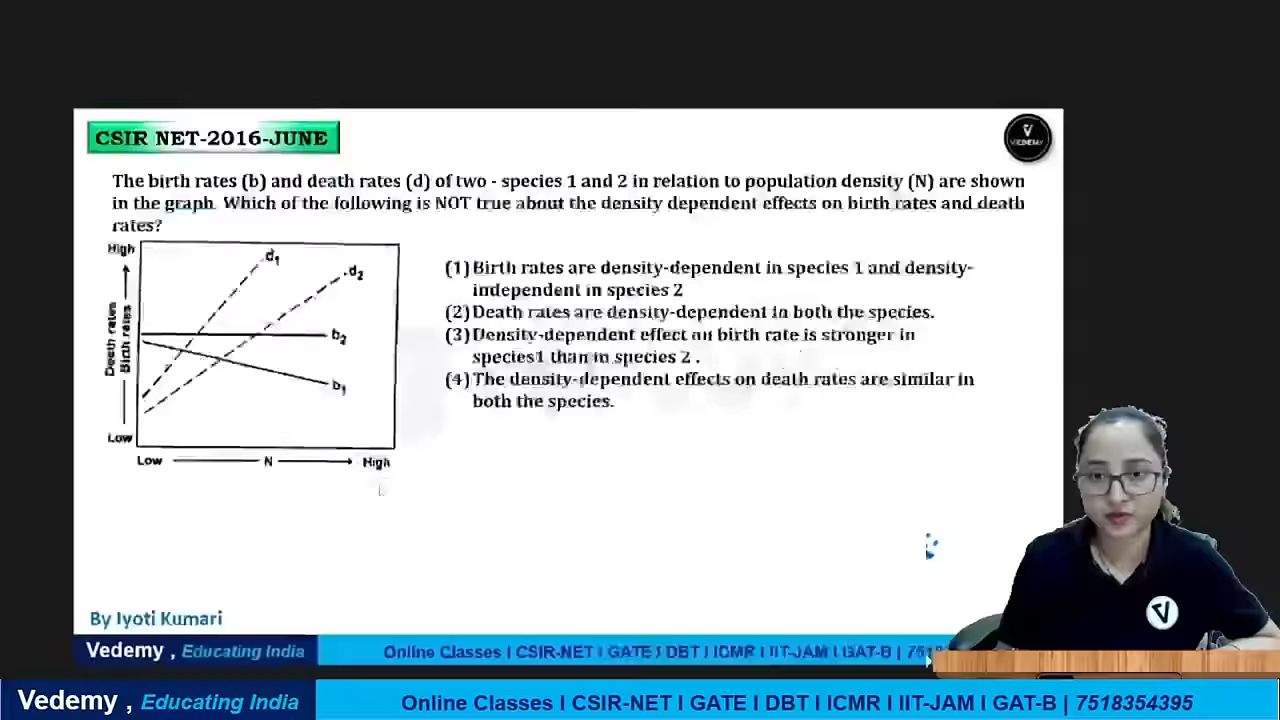 CSIR NET-2016-JUNE
VEDEMY
The birth rates (b) and death rates (d) of two - species 1 and 2 in relation to population density (N) are shown
in the graph. Which of the following is NOT true about the density dependent effects on birth rates and death
rates?
High
Death rates
Birth rates
Low
d1
d2
b2
b1
Low N High
(1) Birth rates are density-dependent in species 1 and density-
independent in species 2
(2) Death rates are density-dependent in both the species.
(3) Density-dependent effect on birth rate is stronger in
species1 than in species 2 .
(4) The density-dependent effects on death rates are similar in
both the species.
By Jyoti Kumari
Vedemy , Educating India
Online Classes I CSIR-NET I GATE I DBT I ICMR I IIT-JAM I GAT-B | 7518
Vedemy , Educating India
Online Classes I CSIR-NET I GATE I DBT I ICMR I IIT-JAM I GAT-B | 7518354395